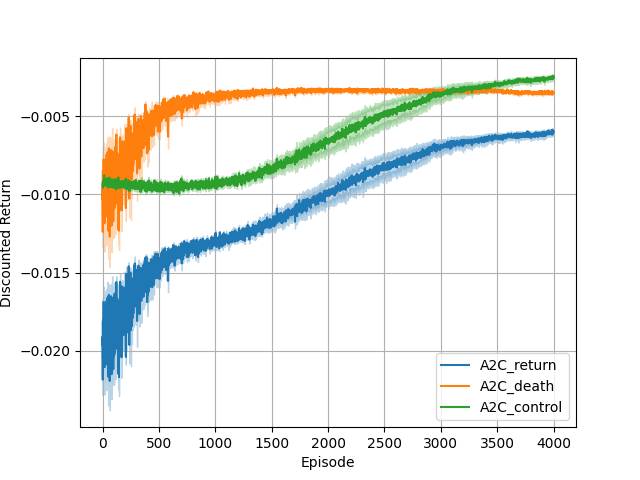 Discounted Return
−0.005
−0.010
−0.015
−0.020
0 500 1000 1500 2000 2500 3000 3500 4000
Episode
A2C_return
A2C_death
A2C_control